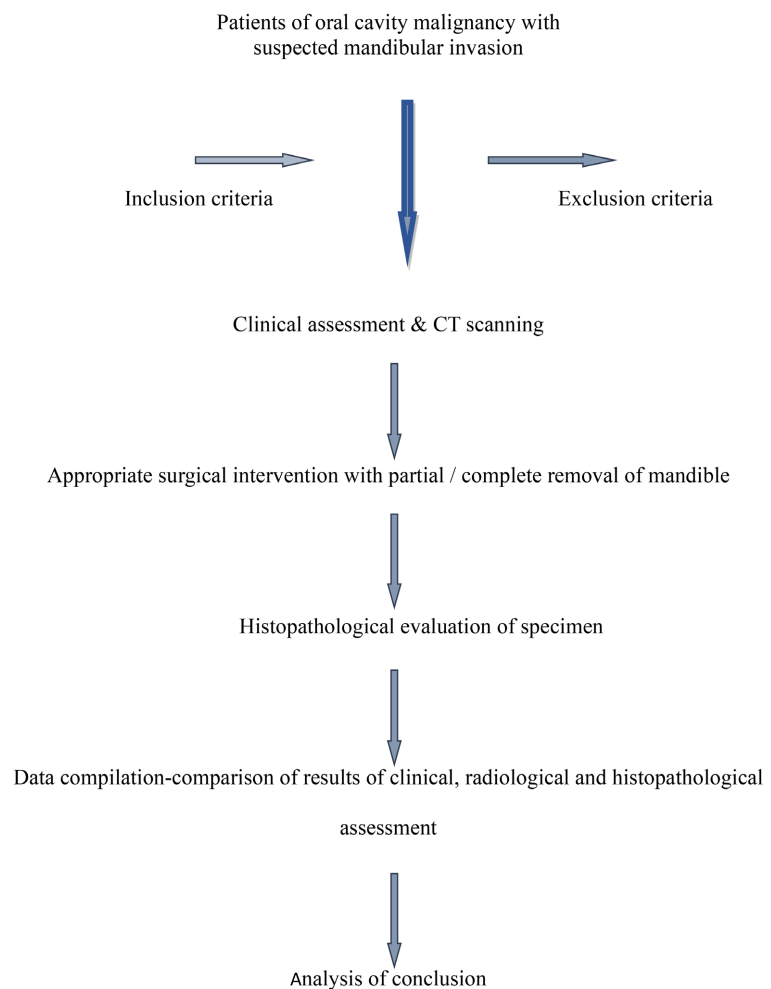 Patients of oral cavity malignancy with
suspected mandibular invasion
Inclusion criteria
Exclusion criteria
Clinical assessment & CT scanning
Appropriate surgical intervention with partial / complete removal of mandible
Histopathological evaluation of specimen
Data compilation-comparison of results of clinical, radiological and histopathological
assessment
Analysis of conclusion